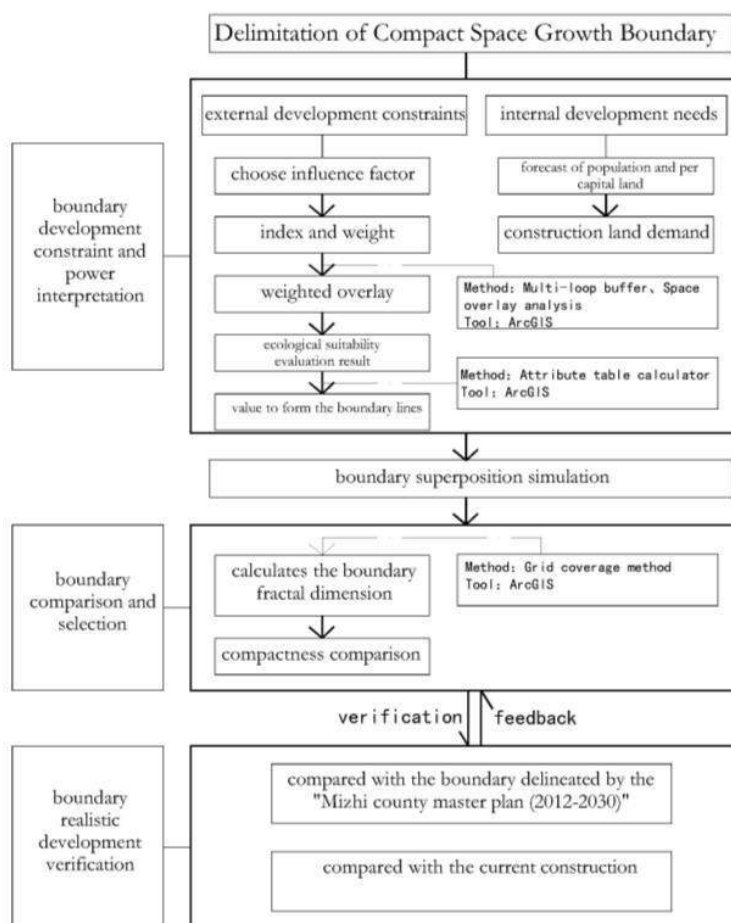 Delimitation of Compact Space Growth Boundary
boundary
development
constraint and
power
interpretation
external development constraints
choose influence factor
index and weight
weighted overlay
ecological suitability
evaluation result
value to form the boundary lines
internal development needs
forecast of population and per
capital land
construction land demand
Method: Multi-loop buffer、Space
overlay analysis
Tool: ArcGIS
Method: Attribute table calculator
Tool: ArcGIS
boundary superposition simulation
boundary
comparison and
selection
calculates the boundary
fractal dimension
compactness comparison
Method: Grid coverage method
Tool: ArcGIS
verification
feedback
boundary
realistic
development
verification
compared with the boundary delineated by the
"Mizhi county master plan (2012-2030)"
compared with the current construction